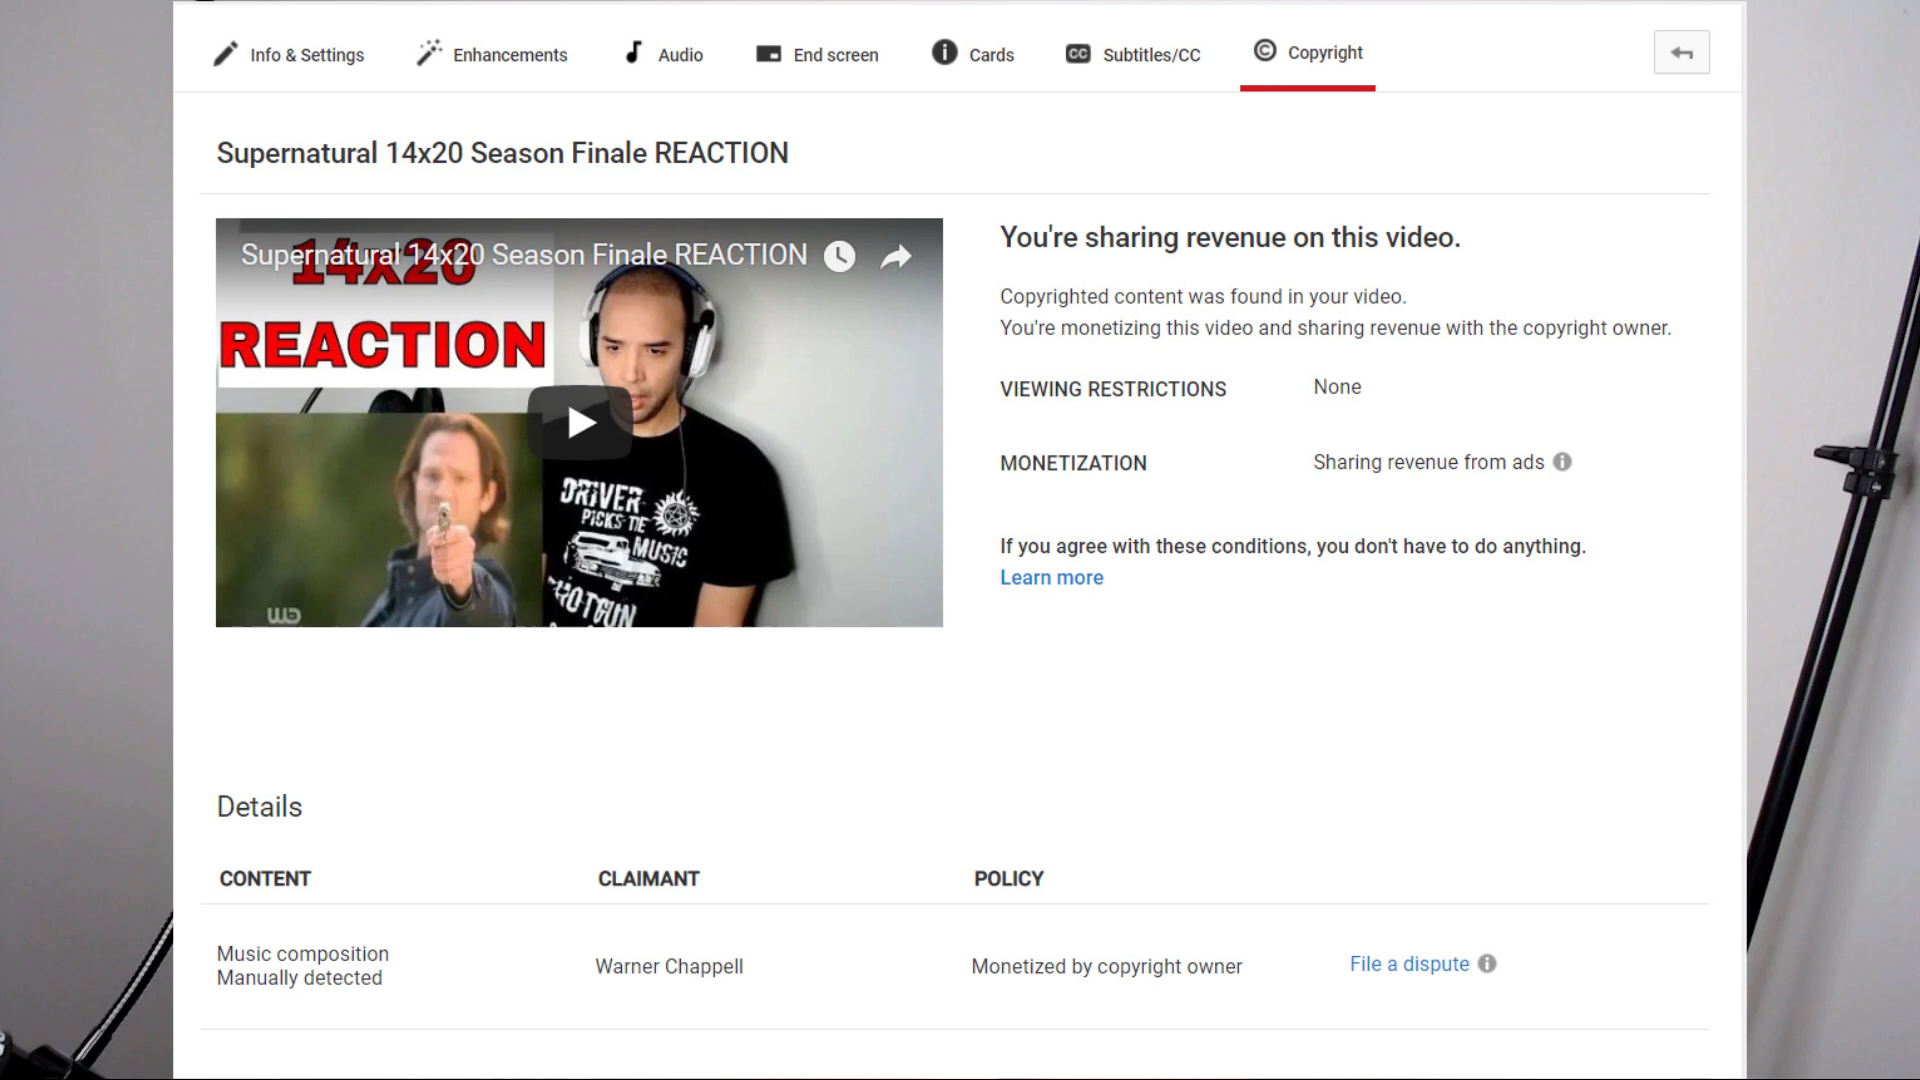 Info & Settings
Enhancements
Audio
End screen
Cards
CC Subtitles/CC
© Copyright
Supernatural 14x20 Season Finale REACTION
Supernatural 14x20 Season Finale REACTION
14x20
REACTION
DRIVER
PICKS THE
MUSIC
SHOTGUN
WB
You're sharing revenue on this video.
Copyrighted content was found in your video.
You're monetizing this video and sharing revenue with the copyright owner.
VIEWING RESTRICTIONS None
MONETIZATION Sharing revenue from ads
If you agree with these conditions, you don't have to do anything.
Learn more
Details
CONTENT CLAIMANT POLICY
Music composition
Manually detected
Warner Chappell
Monetized by copyright owner
File a dispute